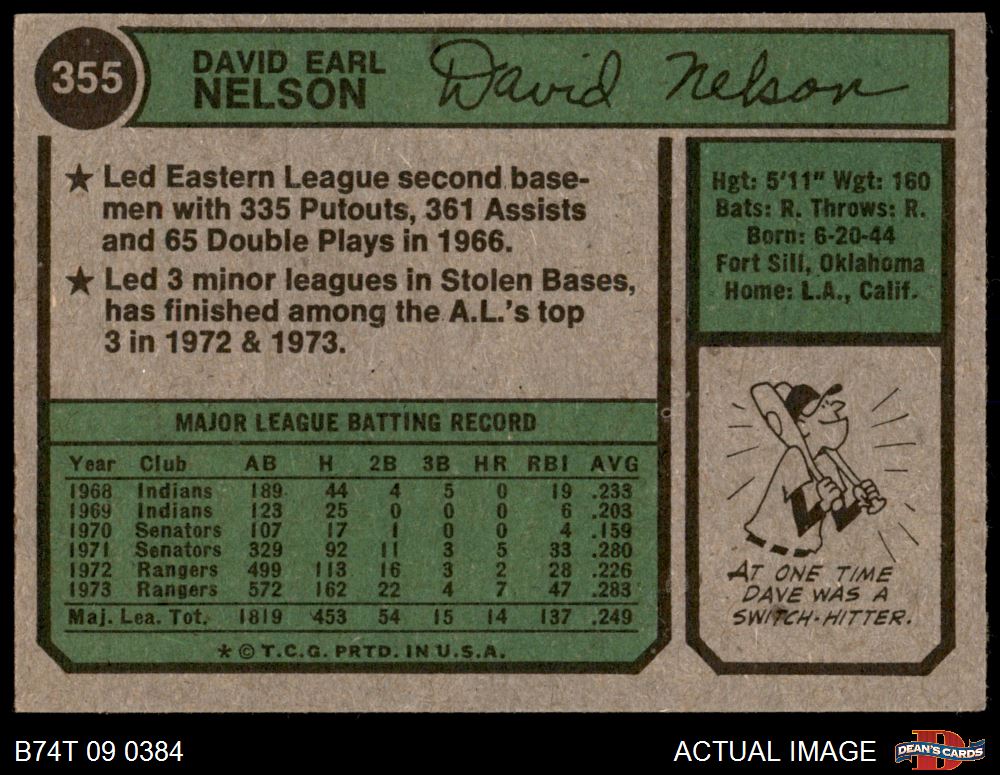 355
DAVID EARL
NELSON
David Nelson
★ Led Eastern League second base-
men with 335 Putouts, 361 Assists
and 65 Double Plays in 1966.
★ Led 3 minor leagues in Stolen Bases,
has finished among the A.L.'s top
3 in 1972 & 1973.
Hgt: 5'11" Wgt: 160
Bats: R. Throws: R.
Born: 6-20-44
Fort Sill, Oklahoma
Home: L.A., Calif.
MAJOR LEAGUE BATTING RECORD
Year Club AB H 2B 3B HR RBI AVG
1968 Indians 189 44 4 5 0 19 .233
1969 Indians 123 25 0 0 0 6 .203
1970 Senators 107 17 1 0 0 4 .159
1971 Senators 329 92 11 3 5 33 .280
1972 Rangers 499 113 16 3 2 28 .226
1973 Rangers 572 162 22 4 7 47 .283
Maj. Lea. Tot. 1819 453 54 15 14 137 .249
* © T.C.G. PRTD. IN U.S.A.
AT ONE TIME
DAVE WAS A
SWITCH-HITTER.
B74T 09 0384
ACTUAL IMAGE
DEAN'S CARDS